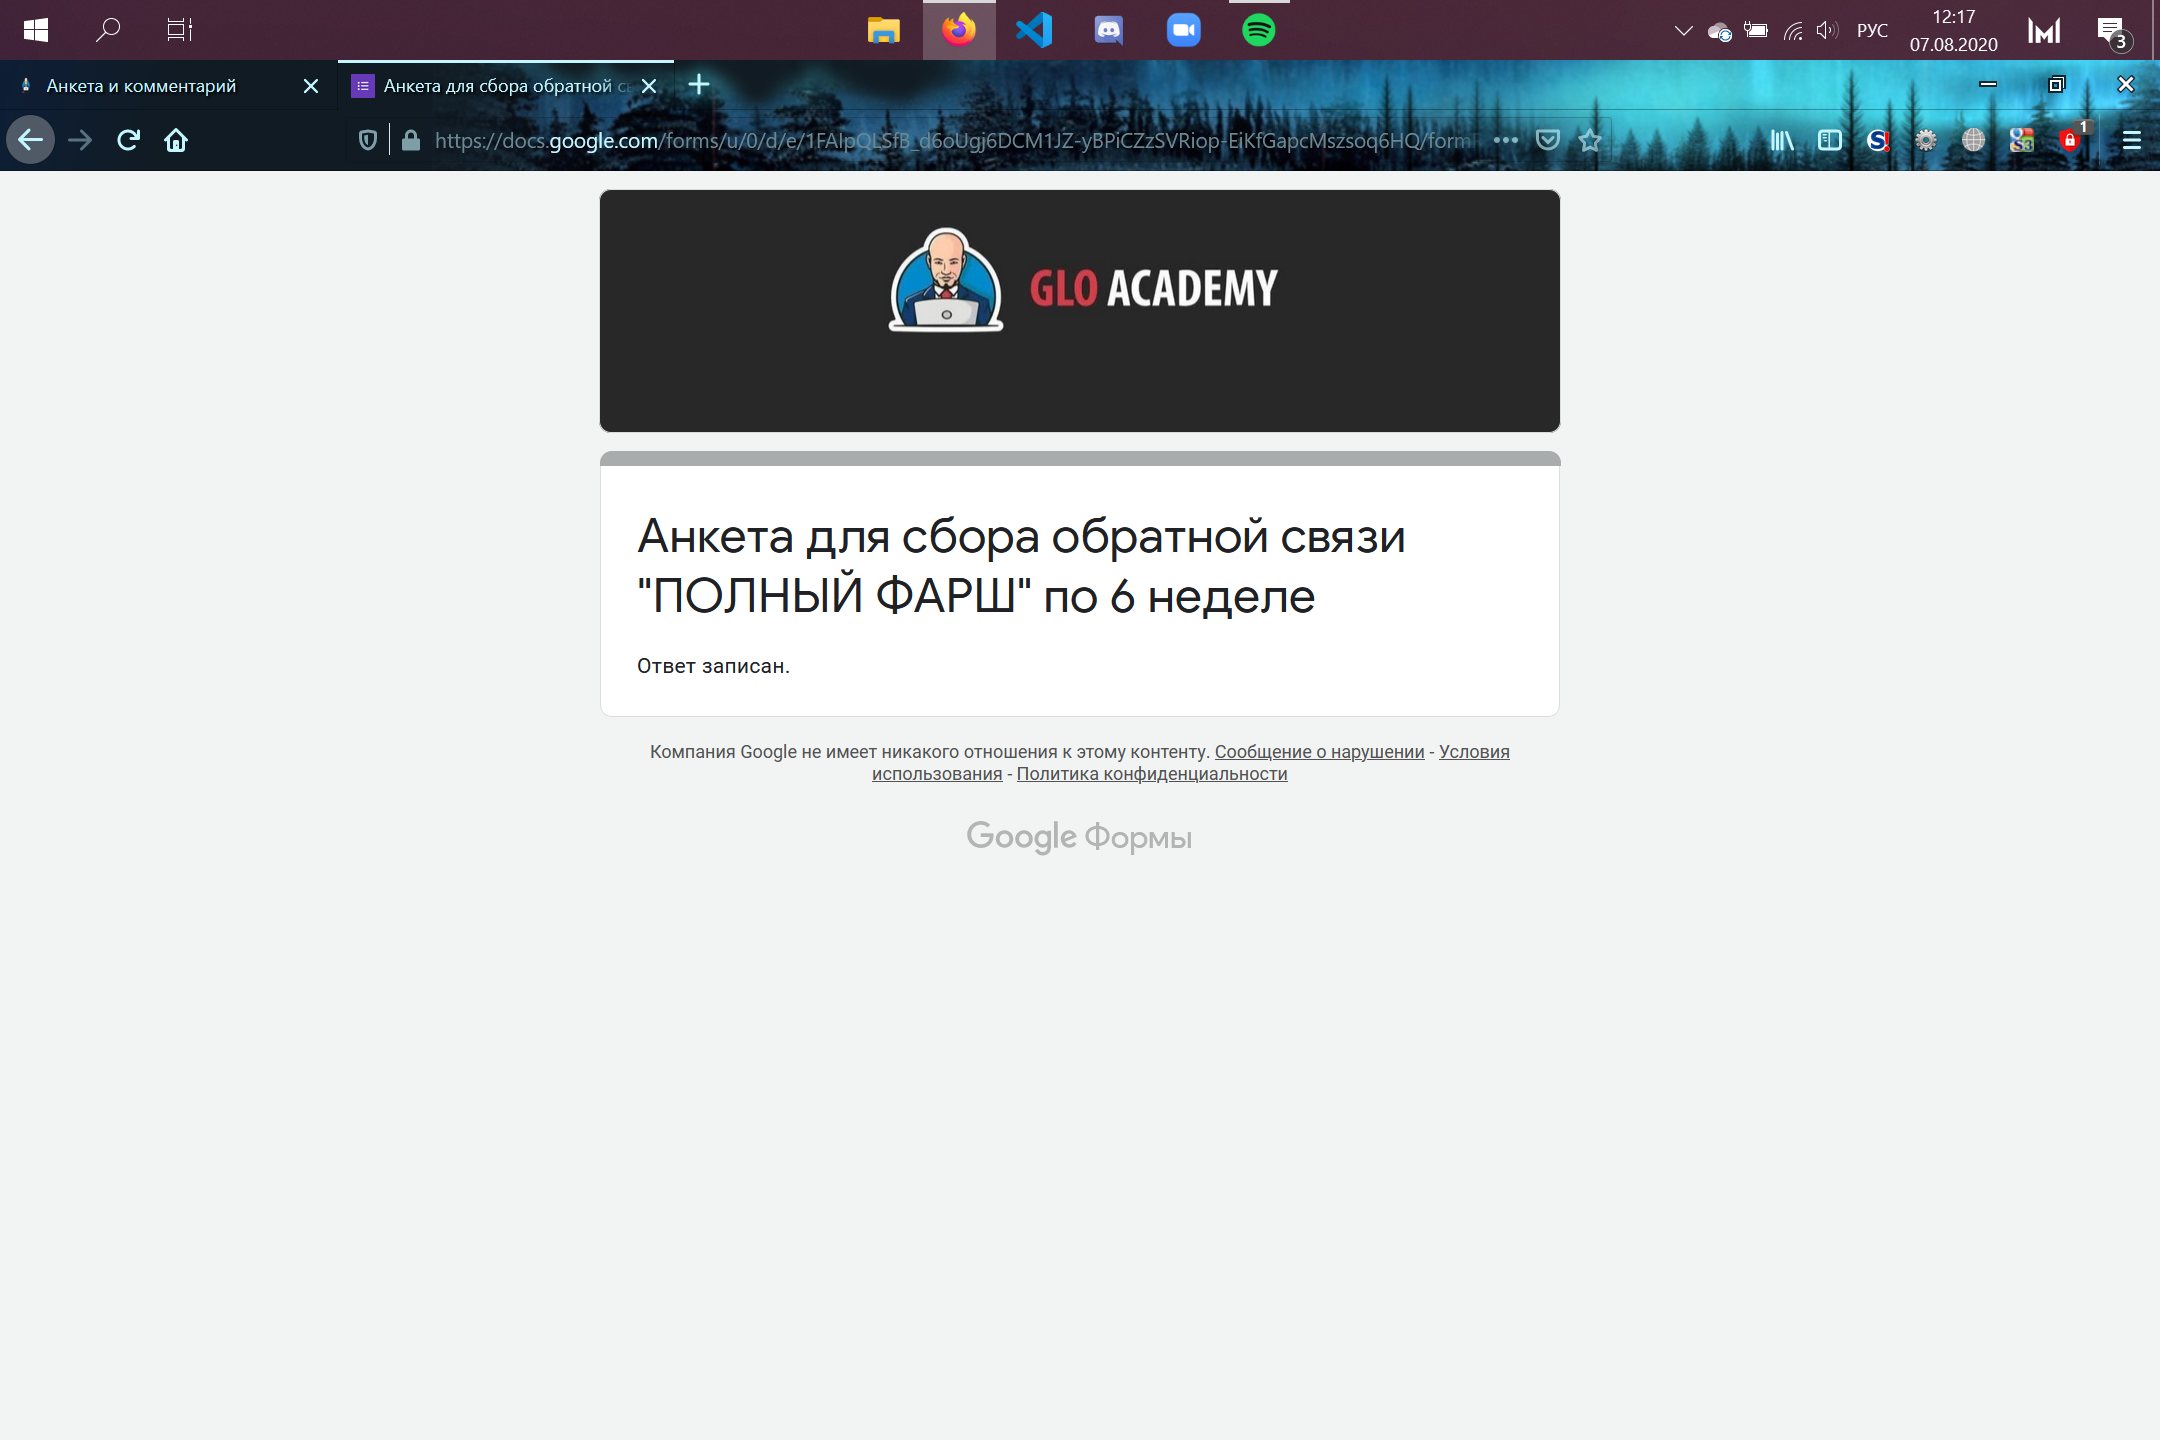 РУС
12:17
07.08.2020
3
Анкета и комментарий
Анкета для сбора обратной
https://docs.google.com/forms/u/0/d/e/1FAIpQLSfB_d6oUgj6DCM1JZ-yBPiCZzSVRiop-EiKfGapcMszsoq6HQ/form
1
GLO ACADEMY
Анкета для сбора обратной связи
"ПОЛНЫЙ ФАРШ" по 6 неделе
Ответ записан.
Компания Google не имеет никакого отношения к этому контенту. Сообщение о нарушении - Условия
использования - Политика конфиденциальности
Google Формы